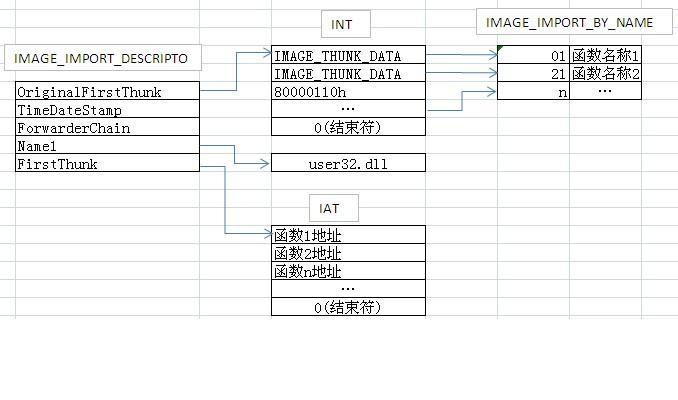 INT
IMAGE_IMPORT_BY_NAME
IMAGE_IMPORT_DESCRIPTO
IMAGE_THUNK_DATA
01 函数名称1
IMAGE_THUNK_DATA
21 函数名称2
OriginalFirstThunk
80000110h
n …
TimeDateStamp
…
ForwarderChain
0(结束符)
Name1
FirstThunk
user32.dll
IAT
函数1地址
函数2地址
函数n地址
…
0(结束符)